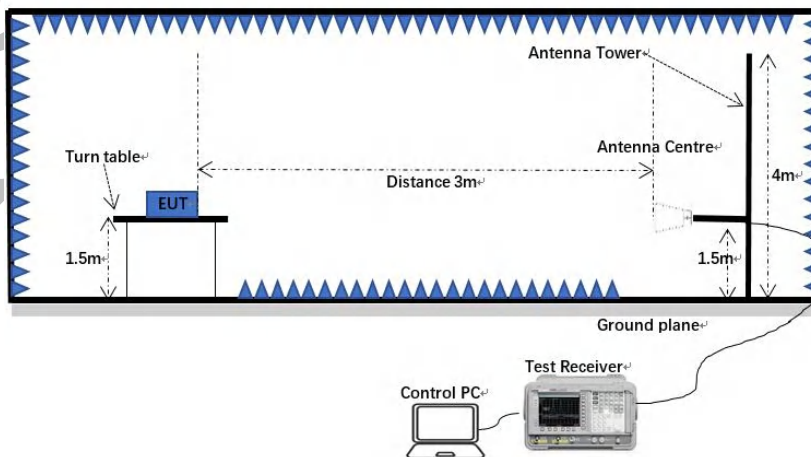 Antenna Tower
Turn table
Antenna Centre
Distance 3m
4m
EUT
1.5m
1.5m
Ground plane
Test Receiver
Control PC